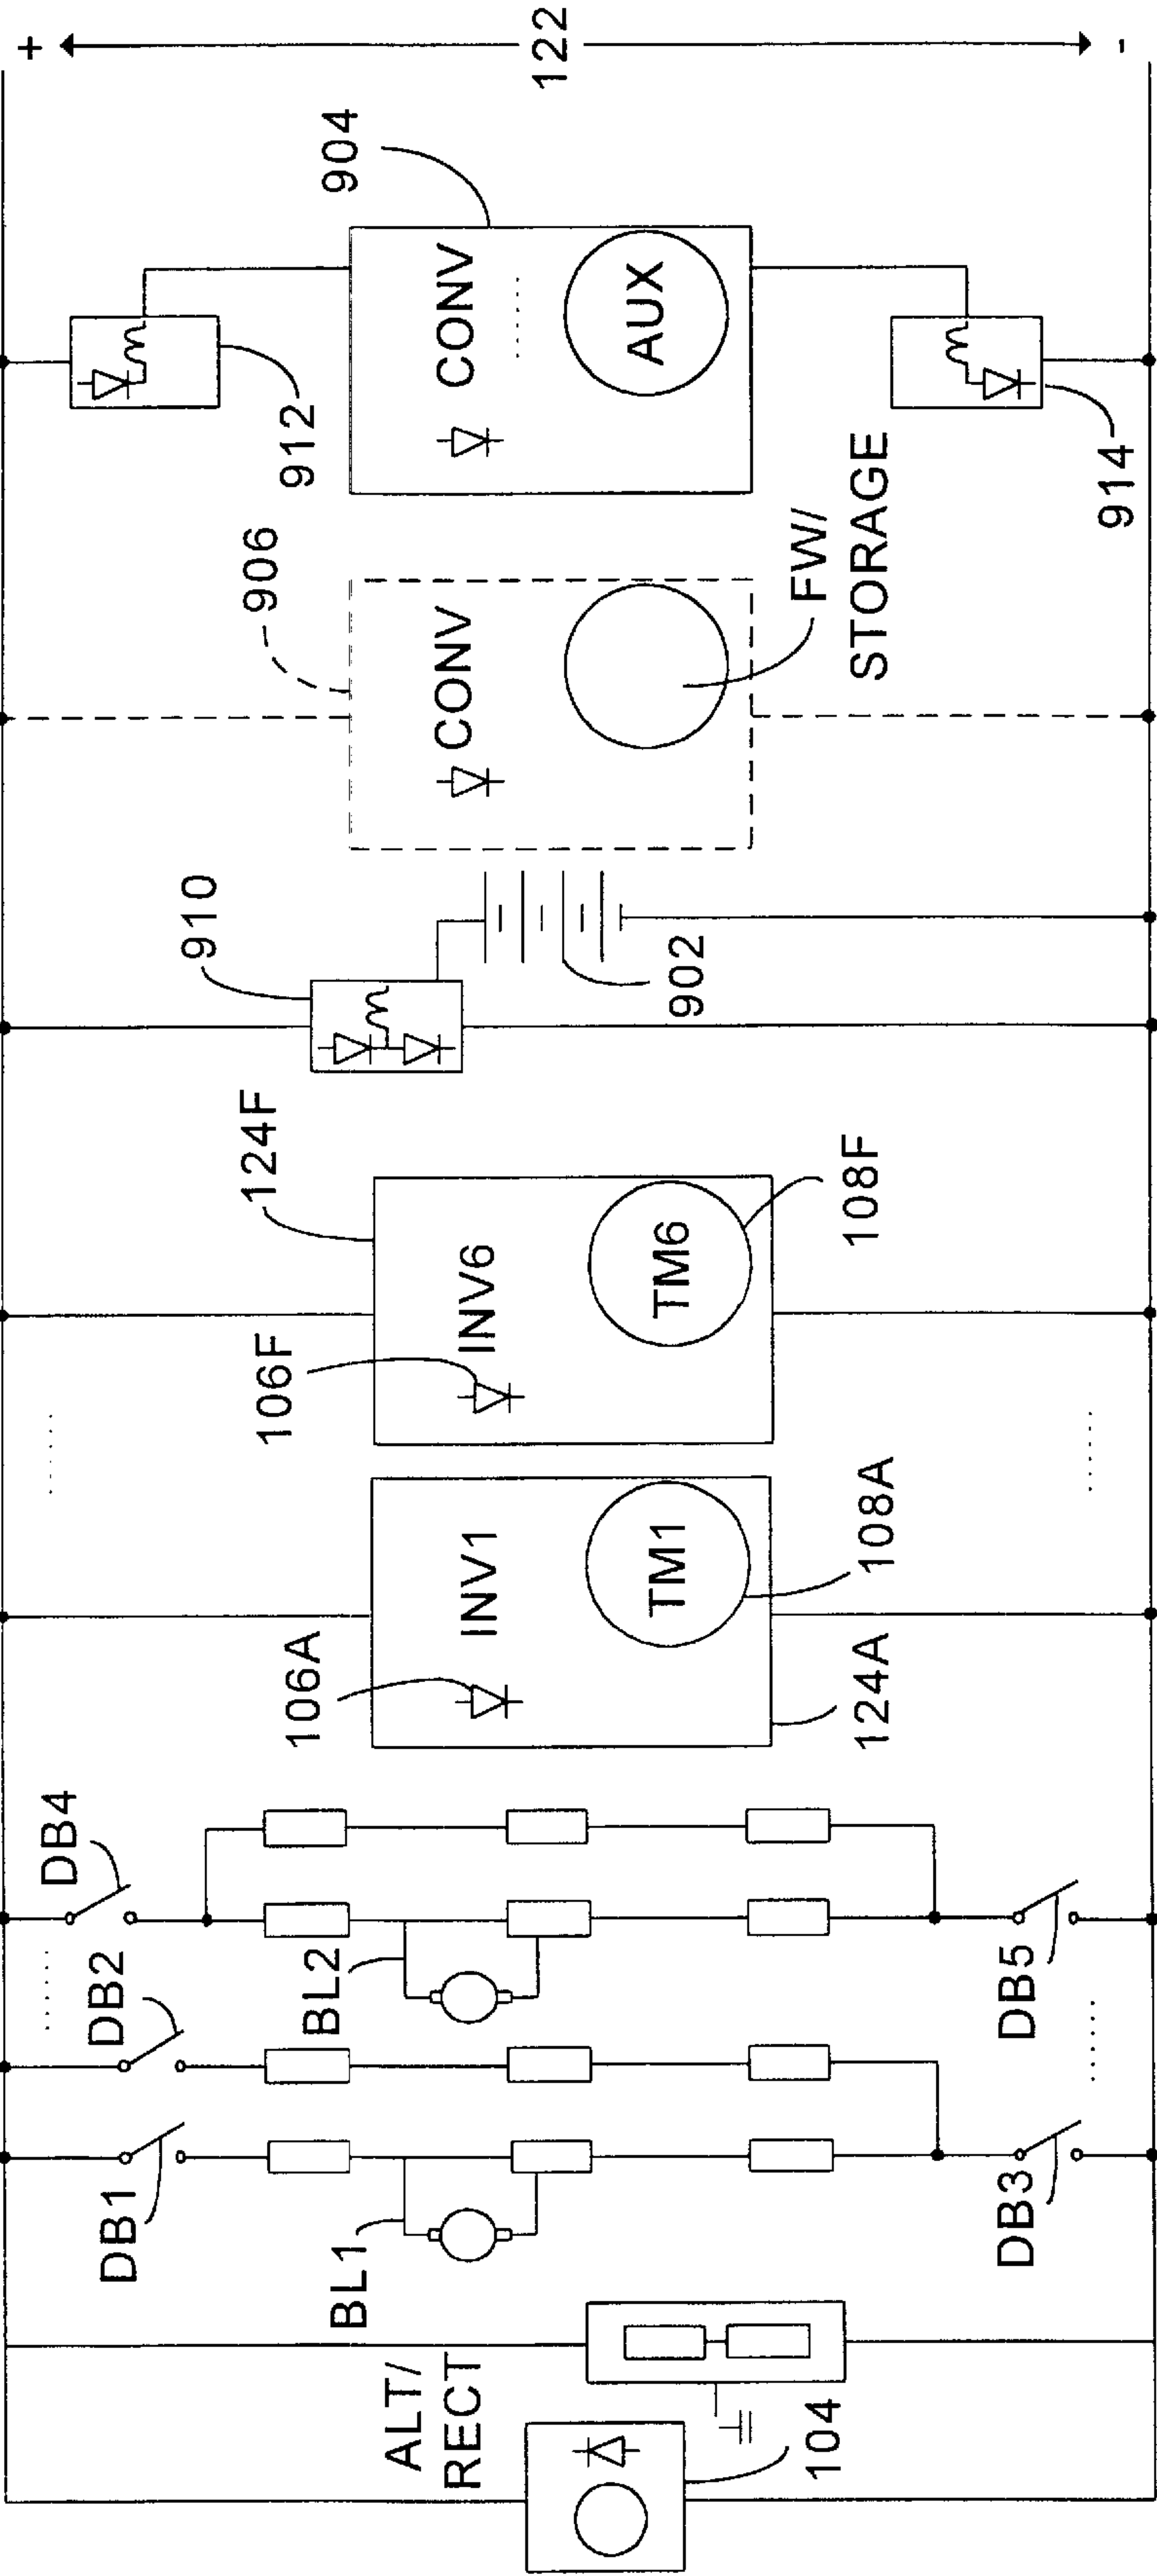 ALT/
RECT
104
BL1
DB1
DB2
DB3
BL2
DB4
DB5
106A
INV1
TM1
108A
124A
106F
INV6
TM6
108F
124F
910
902
906
CONV
FW/
STORAGE
912
CONV
AUX
904
914
+
122
-